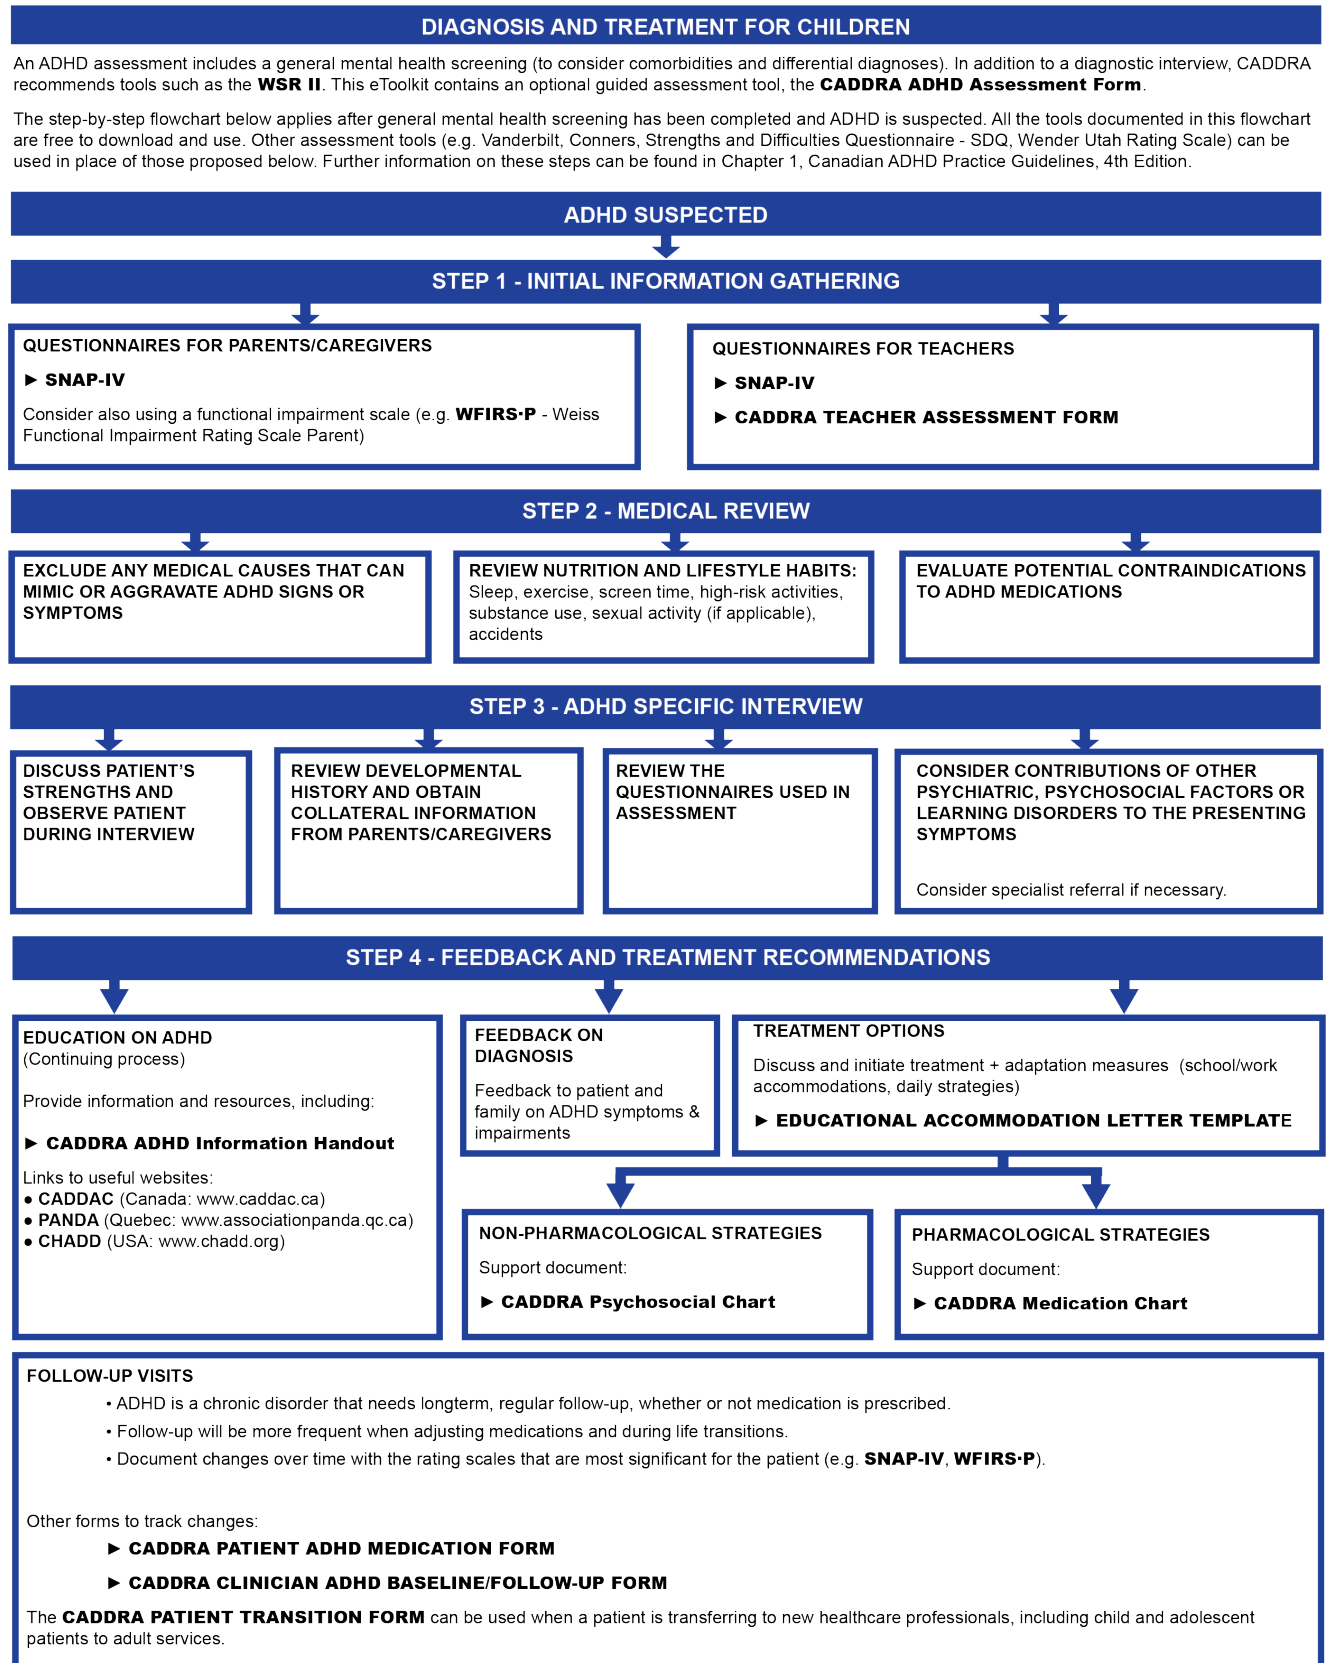 DIAGNOSIS AND TREATMENT FOR CHILDREN
An ADHD assessment includes a general mental health screening (to consider comorbidities and differential diagnoses). In addition to a diagnostic interview, CADDRA
recommends tools such as the WSR II. This eToolkit contains an optional guided assessment tool, the CADDRA ADHD Assessment Form.
The step-by-step flowchart below applies after general mental health screening has been completed and ADHD is suspected. All the tools documented in this flowchart
are free to download and use. Other assessment tools (e.g. Vanderbilt, Conners, Strengths and Difficulties Questionnaire - SDQ, Wender Utah Rating Scale) can be
used in place of those proposed below. Further information on these steps can be found in Chapter 1, Canadian ADHD Practice Guidelines, 4th Edition.
ADHD SUSPECTED
STEP 1 - INITIAL INFORMATION GATHERING
QUESTIONNAIRES FOR PARENTS/CAREGIVERS
► SNAP-IV
Consider also using a functional impairment scale (e.g. WFIRS·P - Weiss
Functional Impairment Rating Scale Parent)
QUESTIONNAIRES FOR TEACHERS
► SNAP-IV
► CADDRA TEACHER ASSESSMENT FORM
STEP 2 - MEDICAL REVIEW
EXCLUDE ANY MEDICAL CAUSES THAT CAN
MIMIC OR AGGRAVATE ADHD SIGNS OR
SYMPTOMS
REVIEW NUTRITION AND LIFESTYLE HABITS:
Sleep, exercise, screen time, high-risk activities,
substance use, sexual activity (if applicable),
accidents
EVALUATE POTENTIAL CONTRAINDICATIONS
TO ADHD MEDICATIONS
STEP 3 - ADHD SPECIFIC INTERVIEW
DISCUSS PATIENT’S
STRENGTHS AND
OBSERVE PATIENT
DURING INTERVIEW
REVIEW DEVELOPMENTAL
HISTORY AND OBTAIN
COLLATERAL INFORMATION
FROM PARENTS/CAREGIVERS
REVIEW THE
QUESTIONNAIRES USED IN
ASSESSMENT
CONSIDER CONTRIBUTIONS OF OTHER
PSYCHIATRIC, PSYCHOSOCIAL FACTORS OR
LEARNING DISORDERS TO THE PRESENTING
SYMPTOMS
Consider specialist referral if necessary.
STEP 4 - FEEDBACK AND TREATMENT RECOMMENDATIONS
EDUCATION ON ADHD
(Continuing process)
Provide information and resources, including:
► CADDRA ADHD Information Handout
Links to useful websites:
● CADDAC (Canada: www.caddac.ca)
● PANDA (Quebec: www.associationpanda.qc.ca)
● CHADD (USA: www.chadd.org)
FEEDBACK ON
DIAGNOSIS
Feedback to patient and
family on ADHD symptoms &
impairments
TREATMENT OPTIONS
Discuss and initiate treatment + adaptation measures (school/work
accommodations, daily strategies)
► EDUCATIONAL ACCOMMODATION LETTER TEMPLATE
NON-PHARMACOLOGICAL STRATEGIES
Support document:
► CADDRA Psychosocial Chart
PHARMACOLOGICAL STRATEGIES
Support document:
► CADDRA Medication Chart
FOLLOW-UP VISITS
• ADHD is a chronic disorder that needs longterm, regular follow-up, whether or not medication is prescribed.
• Follow-up will be more frequent when adjusting medications and during life transitions.
• Document changes over time with the rating scales that are most significant for the patient (e.g. SNAP-IV, WFIRS·P).
Other forms to track changes:
► CADDRA PATIENT ADHD MEDICATION FORM
► CADDRA CLINICIAN ADHD BASELINE/FOLLOW-UP FORM
The CADDRA PATIENT TRANSITION FORM can be used when a patient is transferring to new healthcare professionals, including child and adolescent
patients to adult services.